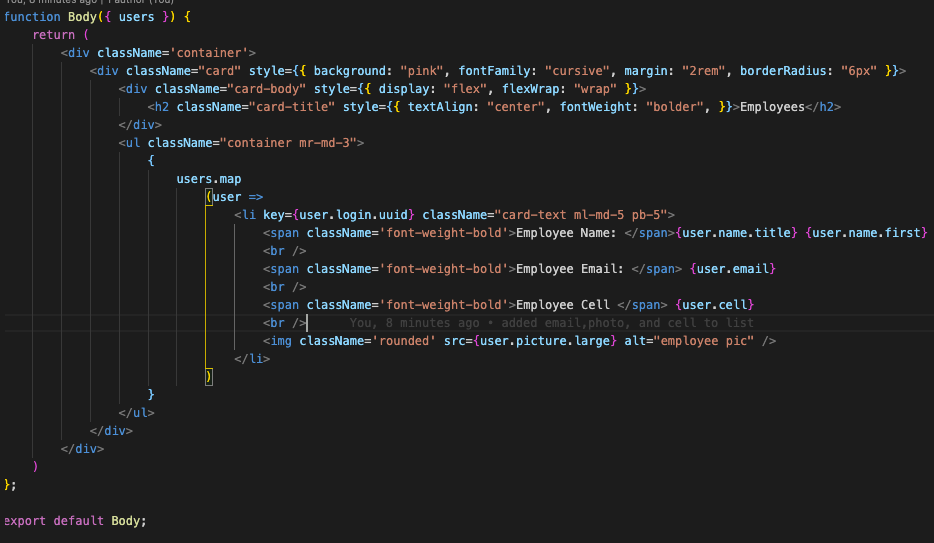 You, 8 minutes ago | 1 author (You)
function Body({ users }) {
return (
<div className='container'>
<div className="card" style={{ background: "pink", fontFamily: "cursive", margin: "2rem", borderRadius: "6px" }}>
<div className="card-body" style={{ display: "flex", flexWrap: "wrap" }}>
<h2 className="card-title" style={{ textAlign: "center", fontWeight: "bolder", }}>Employees</h2>
</div>
<ul className="container mr-md-3">
{
users.map
(user =>
<li key={user.login.uuid} className="card-text ml-md-5 pb-5">
<span className='font-weight-bold'>Employee Name: </span>{user.name.title} {user.name.first}
<br />
<span className='font-weight-bold'>Employee Email: </span> {user.email}
<br />
<span className='font-weight-bold'>Employee Cell </span> {user.cell}
<br /> You, 8 minutes ago • added email,photo, and cell to list
<img className='rounded' src={user.picture.large} alt="employee pic" />
</li>
)
}
</ul>
</div>
</div>
)
};
export default Body;